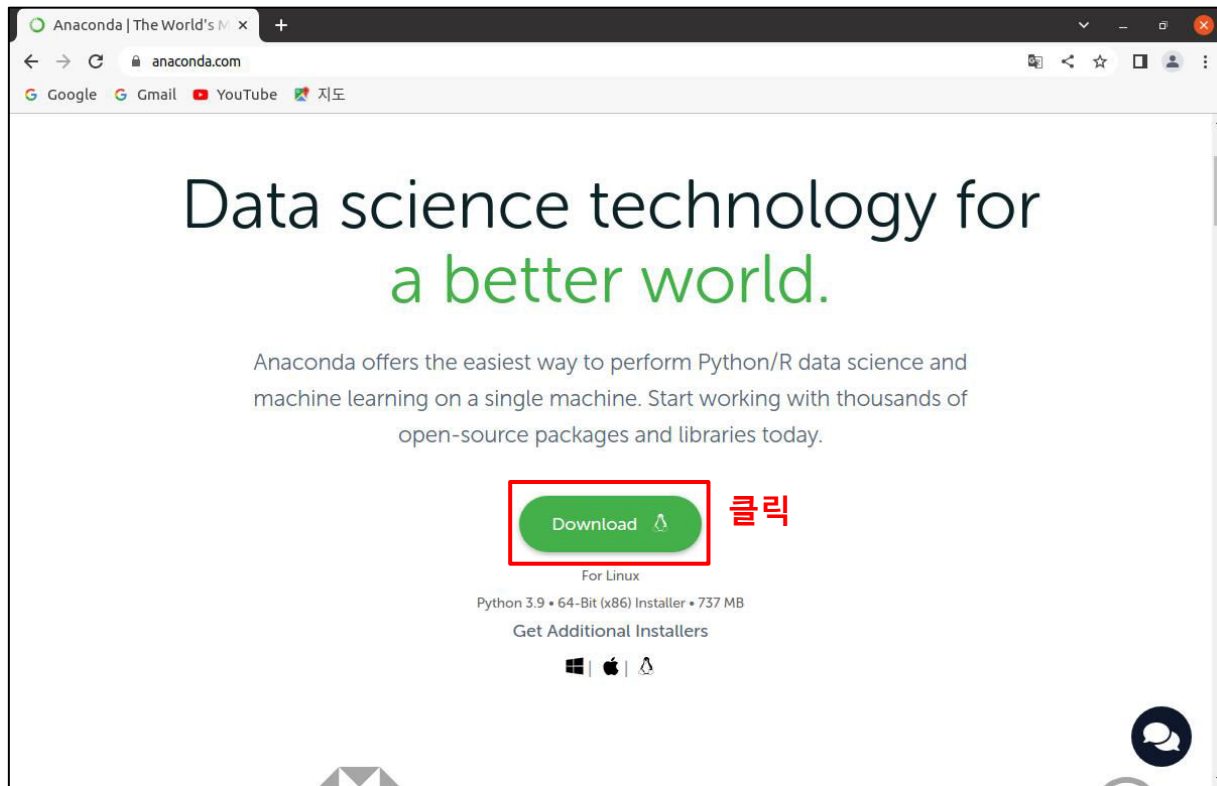 Anaconda | The World's M
anaconda.com
Google Gmail YouTube 지도
Data science technology for
a better world.
Anaconda offers the easiest way to perform Python/R data science and
machine learning on a single machine. Start working with thousands of
open-source packages and libraries today.
Download 클릭
For Linux
Python 3.9 • 64-Bit (x86) Installer • 737 MB
Get Additional Installers